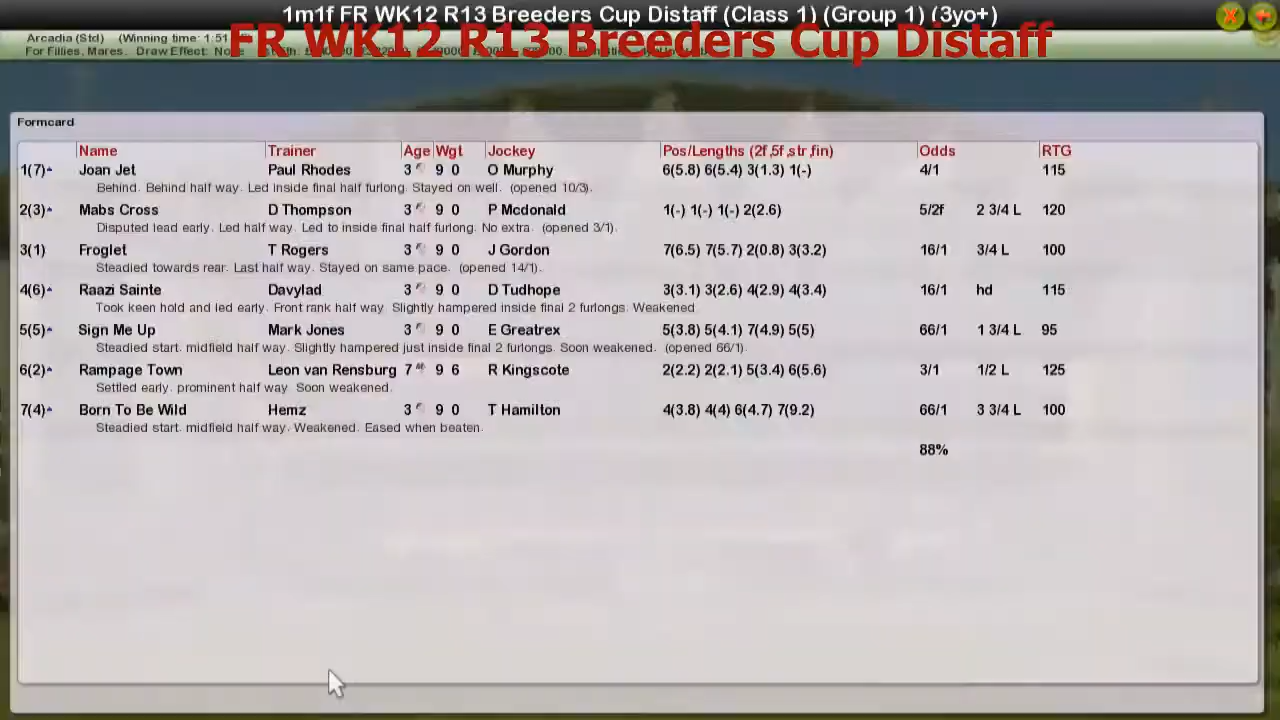 1m1f FR WK12 R13 Breeders Cup Distaff (Class 1) (Group 1) (3yo+)
FR WK12 R13 Breeders Cup Distaff
Arcadia (Std) (Winning time: 1:51
For Fillies, Mares. Draw Effect:
Formcard
Name Trainer Age Wgt Jockey Pos/Lengths (2f,5f,str,fin) Odds RTG
1(7) Joan Jet Paul Rhodes 3 9 0 O Murphy 6(5.8) 6(5.4) 3(1.3) 1(-) 4/1 115
Behind. Behind half way. Led inside final half furlong. Stayed on well. (opened 10/3).
2(3) Mabs Cross D Thompson 3 9 0 P Mcdonald 1(-) 1(-) 1(-) 2(2.6) 5/2f 2 3/4 L 120
Disputed lead early. Led half way. Led to inside final half furlong. No extra. (opened 3/1).
3(1) Froglet T Rogers 3 9 0 J Gordon 7(6.5) 7(5.7) 2(0.8) 3(3.2) 16/1 3/4 L 100
Steadied towards rear. Last half way. Stayed on same pace. (opened 14/1).
4(6) Raazi Sainte Davylad 3 9 0 D Tudhope 3(3.1) 3(2.6) 4(2.9) 4(3.4) 16/1 hd 115
Took keen hold and led early. Front rank half way. Slightly hampered inside final 2 furlongs. Weakened.
5(5) Sign Me Up Mark Jones 3 9 0 E Greatrex 5(3.8) 5(4.1) 7(4.9) 5(5) 66/1 1 3/4 L 95
Steadied start. midfield half way. Slightly hampered just inside final 2 furlongs. Soon weakened. (opened 66/1).
6(2) Rampage Town Leon van Rensburg 7 9 6 R Kingscote 2(2.2) 2(2.1) 5(3.4) 6(5.6) 3/1 1/2 L 125
Settled early. prominent half way. Soon weakened.
7(4) Born To Be Wild Hemz 3 9 0 T Hamilton 4(3.8) 4(4) 6(4.7) 7(9.2) 66/1 3 3/4 L 100
Steadied start. midfield half way. Weakened. Eased when beaten.
88%